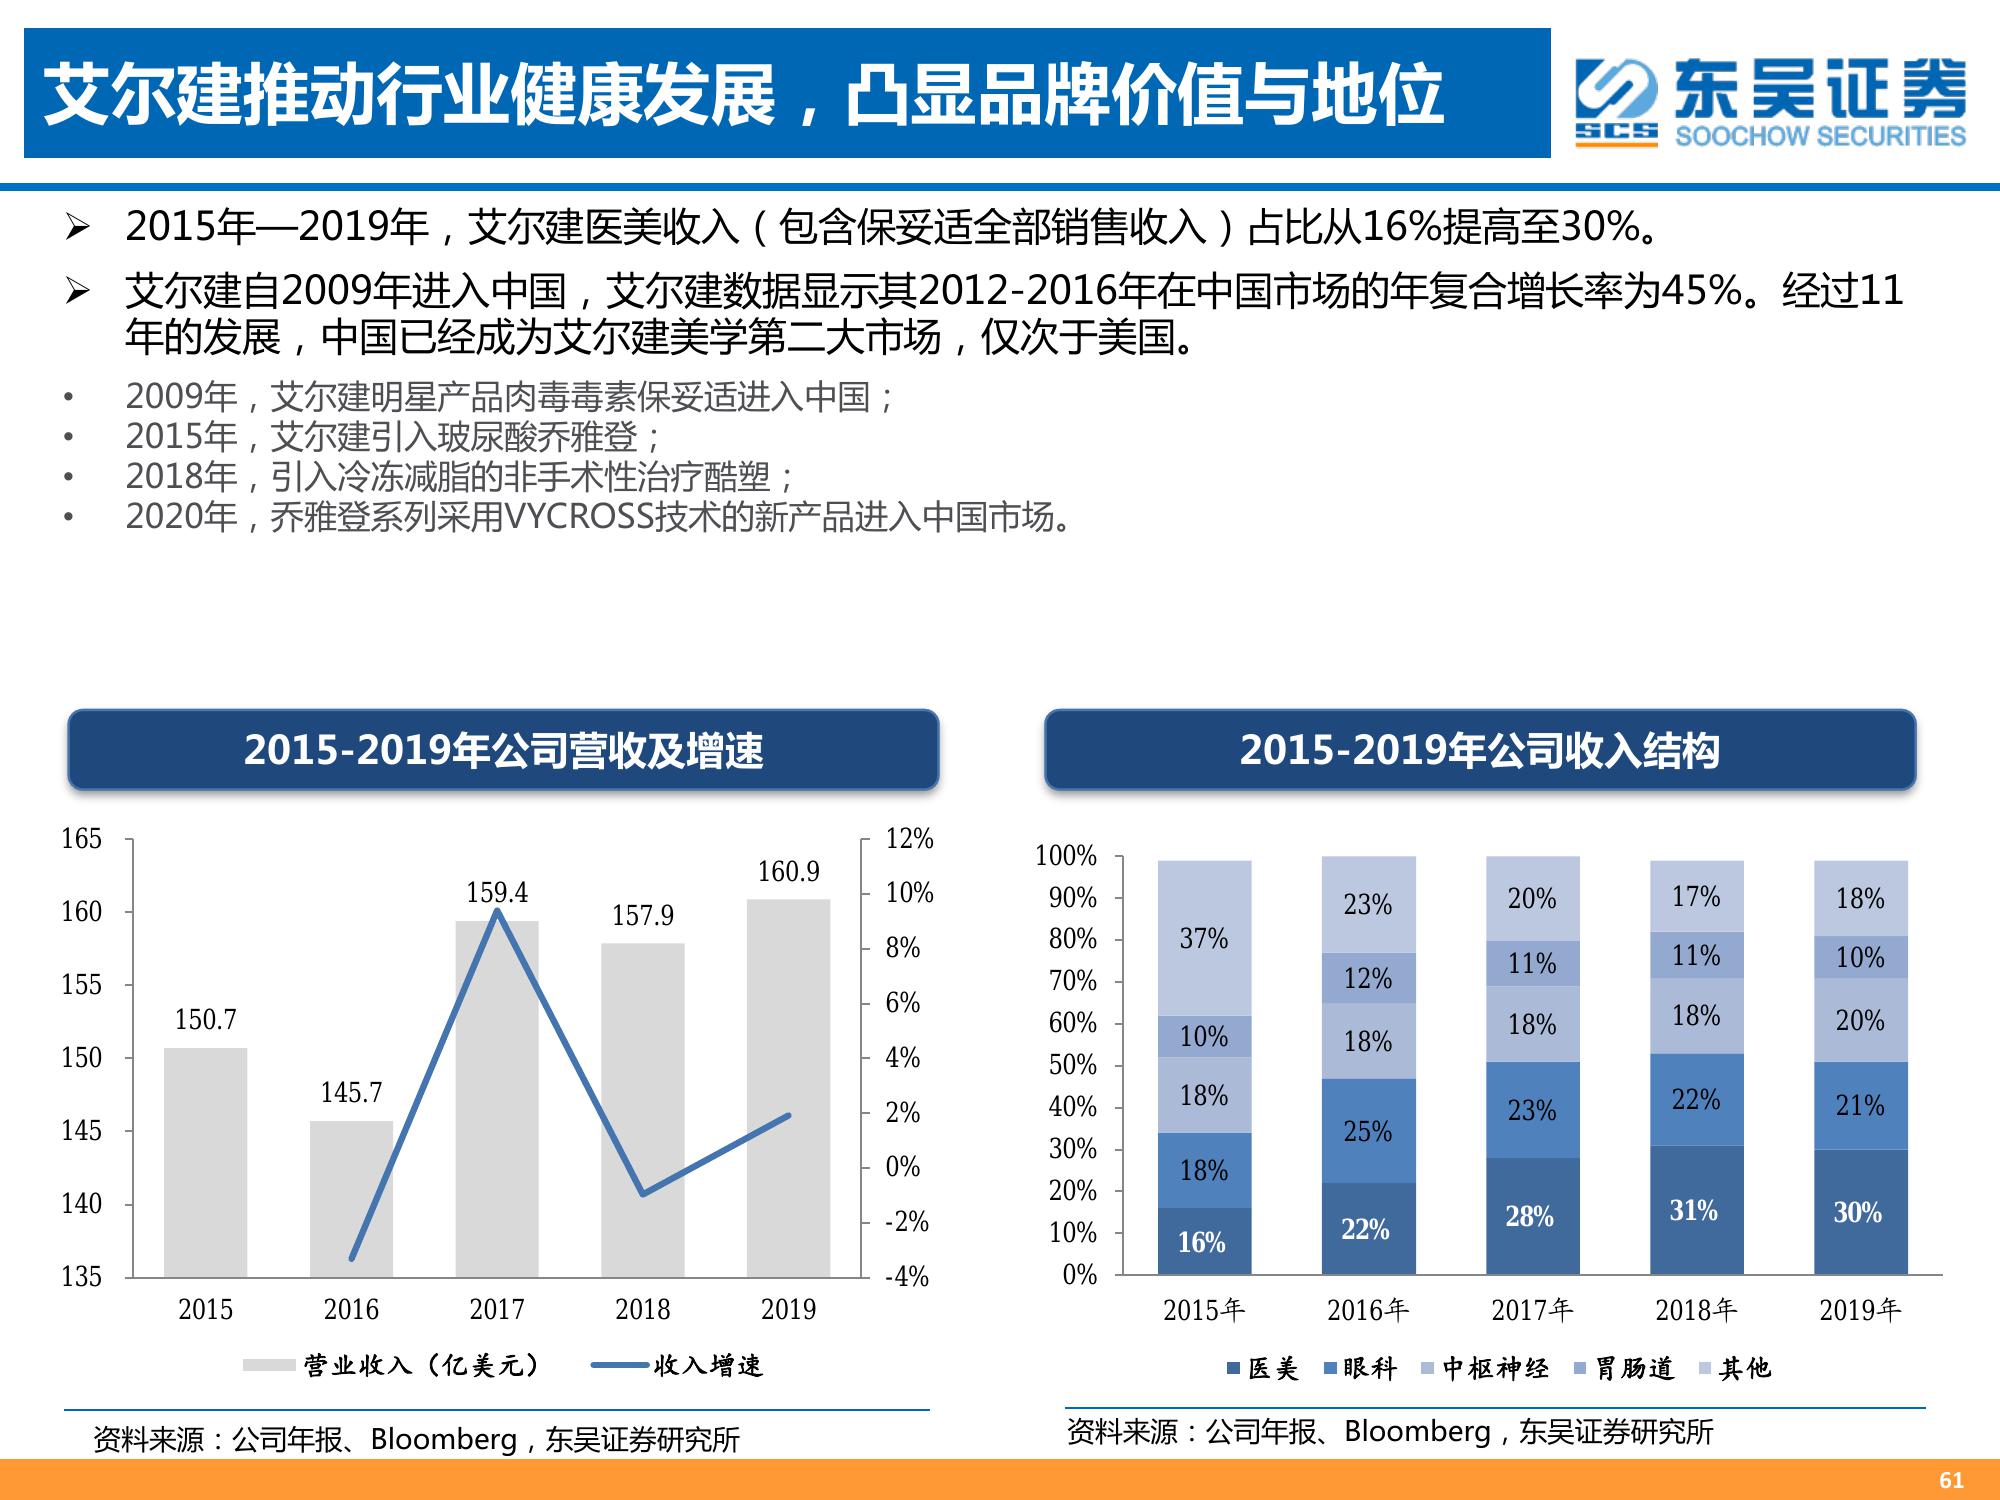 艾尔建推动行业健康发展，凸显品牌价值与地位
SCS
东吴证券
SOOCHOW SECURITIES
➢ 2015年—2019年，艾尔建医美收入（包含保妥适全部销售收入）占比从16%提高至30%。
➢ 艾尔建自2009年进入中国，艾尔建数据显示其2012-2016年在中国市场的年复合增长率为45%。经过11
年的发展，中国已经成为艾尔建美学第二大市场，仅次于美国。
• 2009年，艾尔建明星产品肉毒毒素保妥适进入中国；
• 2015年，艾尔建引入玻尿酸乔雅登；
• 2018年，引入冷冻减脂的非手术性治疗酷塑；
• 2020年，乔雅登系列采用VYCROSS技术的新产品进入中国市场。
2015-2019年公司营收及增速
165
160
155
150
145
140
135
12%
10%
8%
6%
4%
2%
0%
-2%
-4%
150.7
145.7
159.4
157.9
160.9
2015 2016 2017 2018 2019
营业收入（亿美元） 收入增速
资料来源：公司年报、Bloomberg，东吴证券研究所
2015-2019年公司收入结构
100%
90%
80%
70%
60%
50%
40%
30%
20%
10%
0%
37% 23% 20% 17% 18%
10% 12% 11% 11% 10%
18% 18% 18% 18% 20%
18% 25% 23% 22% 21%
16% 22% 28% 31% 30%
2015年 2016年 2017年 2018年 2019年
医美 眼科 中枢神经 胃肠道 其他
资料来源：公司年报、Bloomberg，东吴证券研究所
61